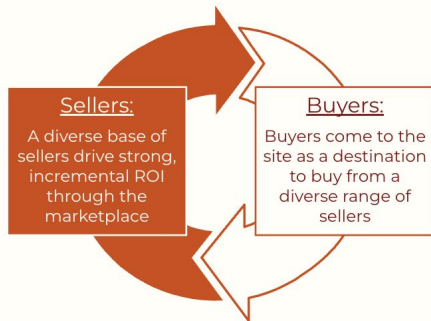 Sellers:
A diverse base of
sellers drive strong,
incremental ROI
through the
marketplace
Buyers:
Buyers come to the
site as a destination
to buy from a
diverse range of
sellers